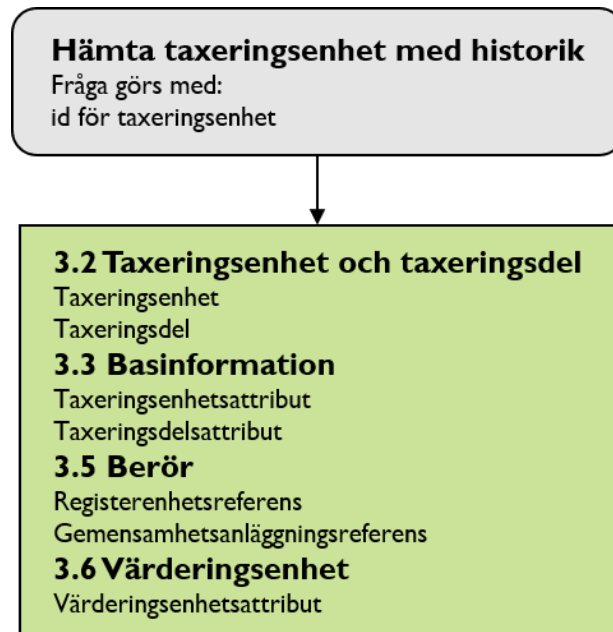 Hämta taxeringsenhet med historik
Fråga görs med:
id för taxeringsenhet
3.2 Taxeringsenhet och taxeringsdel
Taxeringsenhet
Taxeringsdel
3.3 Basinformation
Taxeringsenhetsattribut
Taxeringsdelsattribut
3.5 Berör
Registerenhetsreferens
Gemensamhetsanläggningsreferens
3.6 Värderingsenhet
Värderingsenhetsattribut